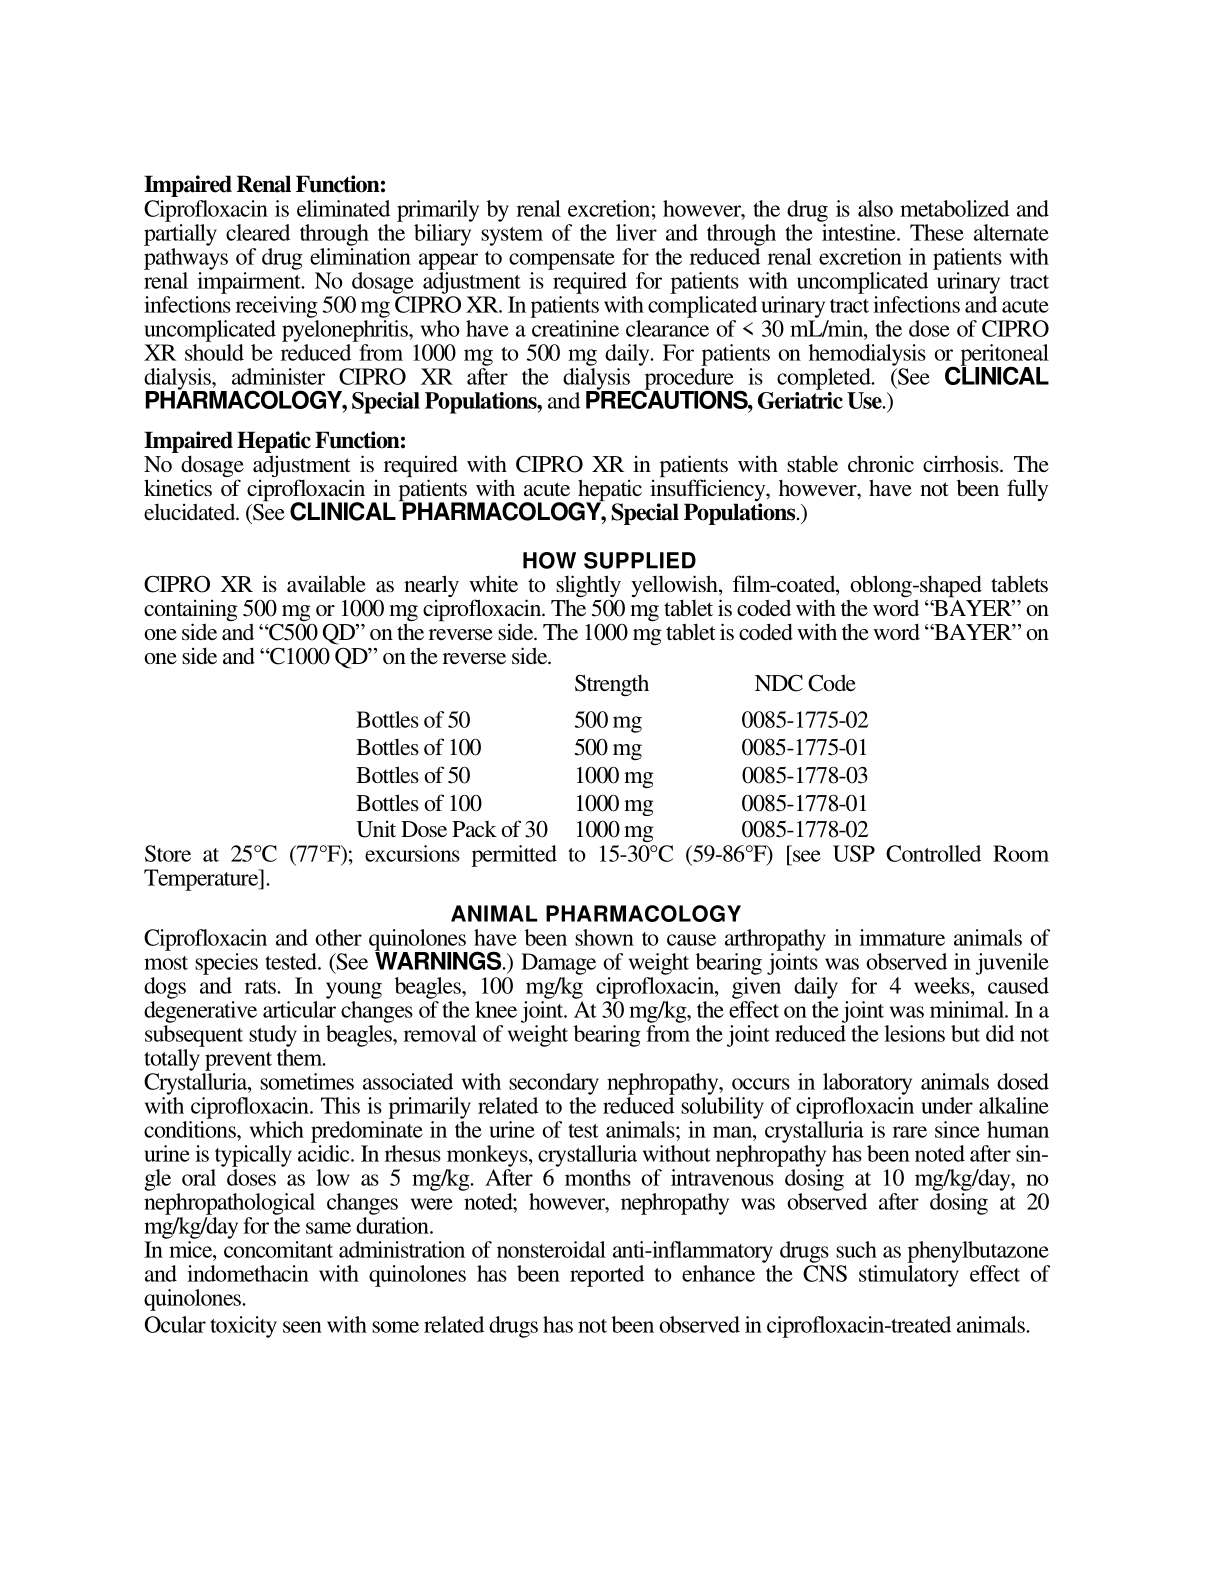 Impaired Renal Function:
Ciprofloxacin is eliminated primarily by renal excretion; however, the drug is also metabolized and
partially cleared through the biliary system of the liver and through the intestine. These alternate
pathways of drug elimination appear to compensate for the reduced renal excretion in patients with
renal impairment. No dosage adjustment is required for patients with uncomplicated urinary tract
infections receiving 500 mg CIPRO XR. In patients with complicated urinary tract infections and acute
uncomplicated pyelonephritis, who have a creatinine clearance of < 30 mL/min, the dose of CIPRO
XR should be reduced from 1000 mg to 500 mg daily. For patients on hemodialysis or peritoneal
dialysis, administer CIPRO XR after the dialysis procedure is completed. (See CLINICAL
PHARMACOLOGY, Special Populations, and PRECAUTIONS, Geriatric Use.)
Impaired Hepatic Function:
No dosage adjustment is required with CIPRO XR in patients with stable chronic cirrhosis. The
kinetics of ciprofloxacin in patients with acute hepatic insufficiency, however, have not been fully
elucidated. (See CLINICAL PHARMACOLOGY, Special Populations.)
HOW SUPPLIED
CIPRO XR is available as nearly white to slightly yellowish, film-coated, oblong-shaped tablets
containing 500 mg or 1000 mg ciprofloxacin. The 500 mg tablet is coded with the word “BAYER” on
one side and “C500 QD” on the reverse side. The 1000 mg tablet is coded with the word “BAYER” on
one side and “C1000 QD” on the reverse side.
Strength NDC Code
Bottles of 50 500 mg 0085-1775-02
Bottles of 100 500 mg 0085-1775-01
Bottles of 50 1000 mg 0085-1778-03
Bottles of 100 1000 mg 0085-1778-01
Unit Dose Pack of 30 1000 mg 0085-1778-02
Store at 25°C (77°F); excursions permitted to 15-30°C (59-86°F) [see USP Controlled Room
Temperature].
ANIMAL PHARMACOLOGY
Ciprofloxacin and other quinolones have been shown to cause arthropathy in immature animals of
most species tested. (See WARNINGS.) Damage of weight bearing joints was observed in juvenile
dogs and rats. In young beagles, 100 mg/kg ciprofloxacin, given daily for 4 weeks, caused
degenerative articular changes of the knee joint. At 30 mg/kg, the effect on the joint was minimal. In a
subsequent study in beagles, removal of weight bearing from the joint reduced the lesions but did not
totally prevent them.
Crystalluria, sometimes associated with secondary nephropathy, occurs in laboratory animals dosed
with ciprofloxacin. This is primarily related to the reduced solubility of ciprofloxacin under alkaline
conditions, which predominate in the urine of test animals; in man, crystalluria is rare since human
urine is typically acidic. In rhesus monkeys, crystalluria without nephropathy has been noted after sin-
gle oral doses as low as 5 mg/kg. After 6 months of intravenous dosing at 10 mg/kg/day, no
nephropathological changes were noted; however, nephropathy was observed after dosing at 20
mg/kg/day for the same duration.
In mice, concomitant administration of nonsteroidal anti-inflammatory drugs such as phenylbutazone
and indomethacin with quinolones has been reported to enhance the CNS stimulatory effect of
quinolones.
Ocular toxicity seen with some related drugs has not been observed in ciprofloxacin-treated animals.